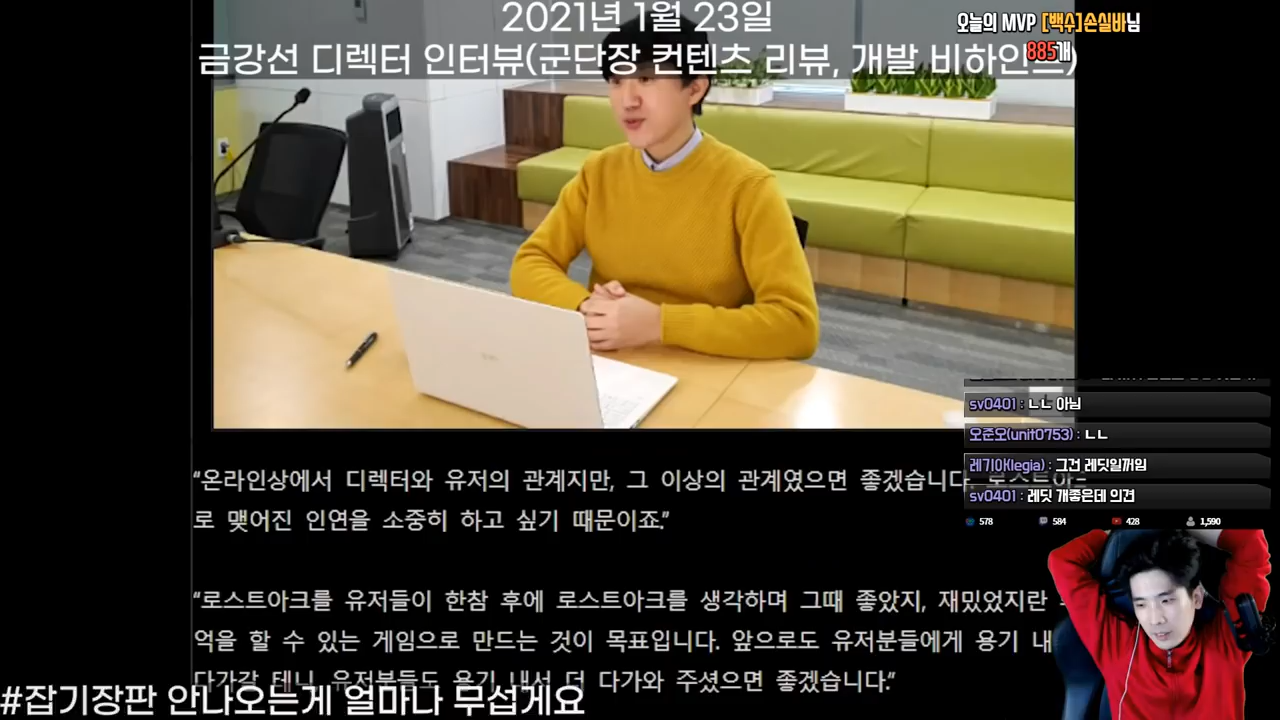 2021년 1월 23일
금강선 디렉터 인터뷰(군단장 컨텐츠 리뷰, 개발 비하인드)
오늘의 MVP [백수]손실바님
885개
sv0401 : ㄴㄴ 아님
오준오(unit0753) : ㄴㄴ
레기아(legia) : 그건 레딧일꺼임
sv0401 : 레딧 개좋은데 의견
578 584 428 1,590
“온라인상에서 디렉터와 유저의 관계지만, 그 이상의 관계였으면 좋겠습니다. 로스트아크
로 맺어진 인연을 소중히 하고 싶기 때문이죠.”
“로스트아크를 유저들이 한참 후에 로스트아크를 생각하며 그때 좋았지, 재밌었지란
억을 할 수 있는 게임으로 만드는 것이 목표입니다. 앞으로도 유저분들에게 용기 내
다가갈 테니 유저분들도 용기 내서 더 다가와 주셨으면 좋겠습니다.”
#잡기장판 안나오는게 얼마나 무섭게요